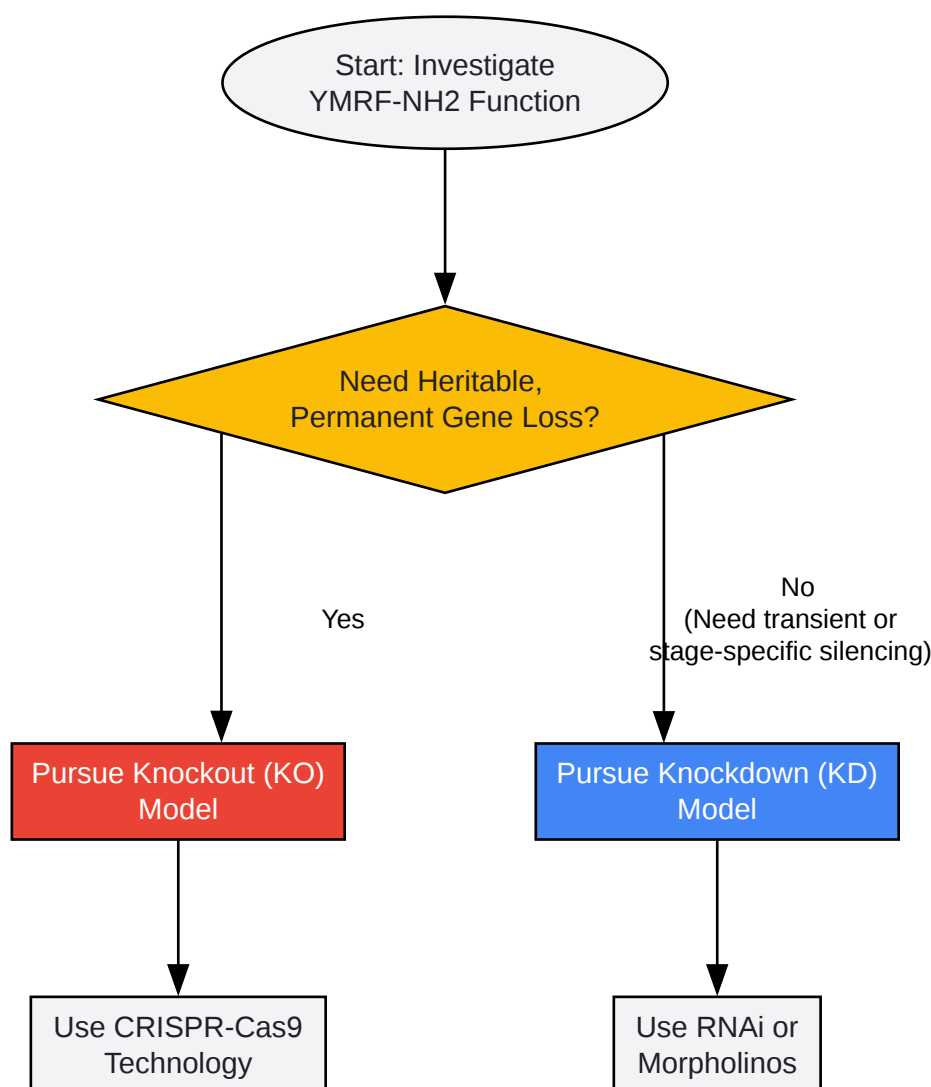 Start: Investigate
YMRF-NH2 Function
Need Heritable,
Permanent Gene Loss?
Yes
No
(Need transient or
stage-specific silencing)
Pursue Knockout (KO)
Model
Pursue Knockdown (KD)
Model
Use CRISPR-Cas9
Technology
Use RNAi or
Morpholinos